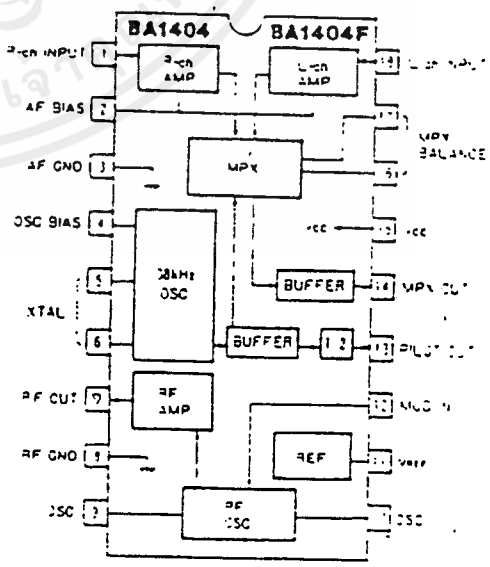 BA1404
BA1404F
R-ch INPUT
1
R-ch
AMP
L-ch
AMP
18
L-ch INPUT
AF BIAS
2
17
MPX
BALANCE
MPX
AF GND
3
16
OSC BIAS
4
VCC
15
VCC
5
38kHz
OSC
BUFFER
14
MPX OUT
XTAL
6
BUFFER
1/2
13
PILOT OUT
RF OUT
7
RF
AMP
12
MOD IN
RF GND
8
REF
11
VREF
OSC
9
RF
OSC
OSC
เจา